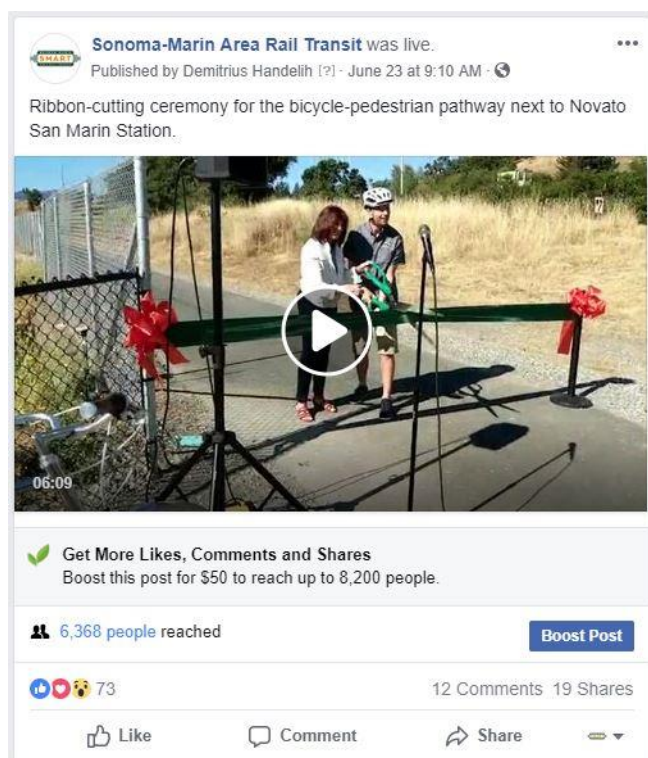 SMART
Sonoma-Marin Area Rail Transit was live.
Published by Demitrius Handelih [?] · June 23 at 9:10 AM ·
Ribbon-cutting ceremony for the bicycle-pedestrian pathway next to Novato
San Marin Station.
06:09
Get More Likes, Comments and Shares
Boost this post for $50 to reach up to 8,200 people.
6,368 people reached
Boost Post
73
12 Comments 19 Shares
Like Comment Share